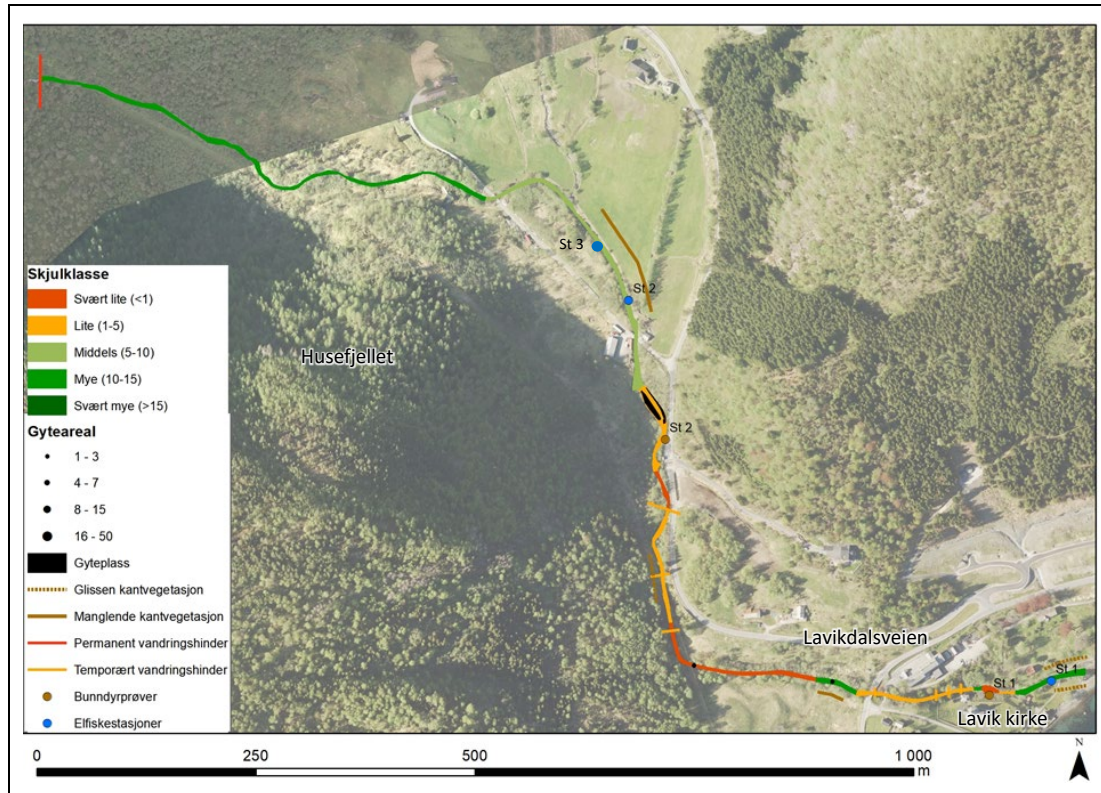 St 3
St 2
Husefjellet
St 2
Skjulklasse
Svært lite (<1)
Lite (1-5)
Middels (5-10)
Mye (10-15)
Svært mye (>15)
Gyteareal
1 - 3
4 - 7
8 - 15
16 - 50
Gyteplass
Glissen kantvegetasjon
Manglende kantvegetasjon
Permanent vandringshinder
Temporært vandringshinder
Bunndyrprøver
Elfiskestasjoner
Lavikdalsveien
St 1
St 1
Lavik kirke
0 250 500 1 000
m
N